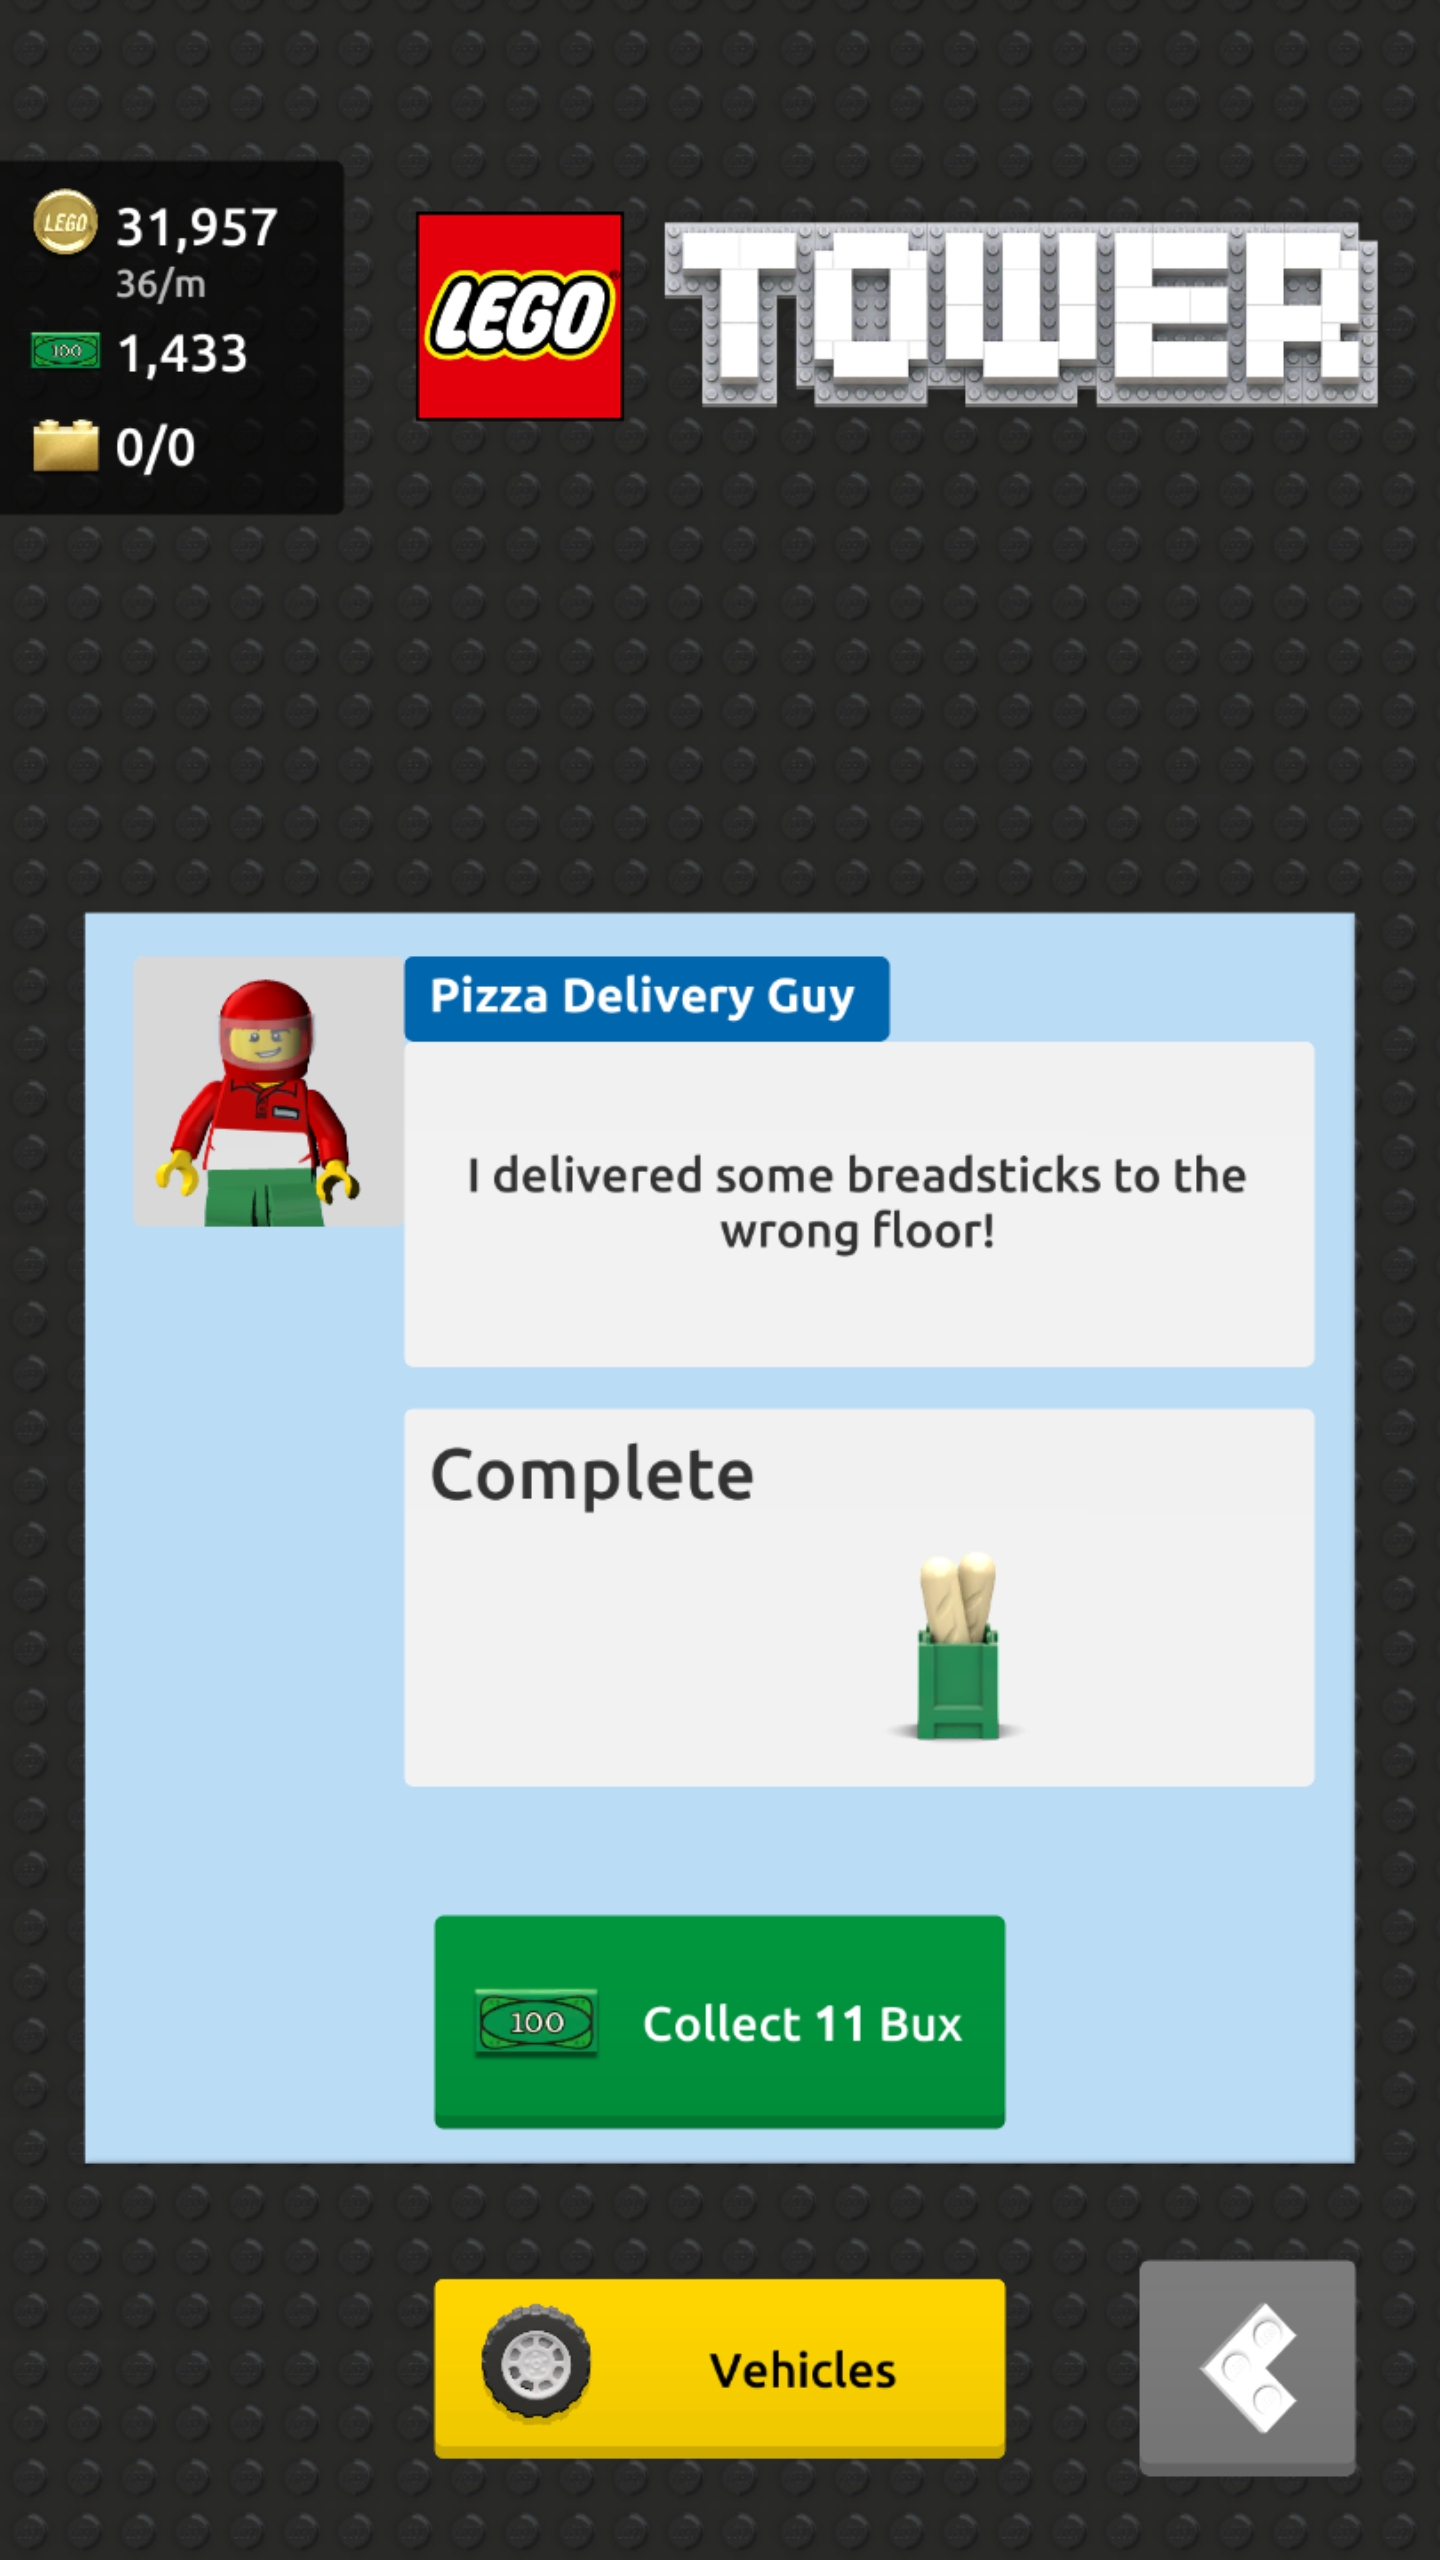 LEGO
31,957
36/m
100
1,433
0/0
LEGO®
TOWER
Pizza Delivery Guy
I delivered some breadsticks to the
wrong floor!
Complete
100
Collect 11 Bux
Vehicles